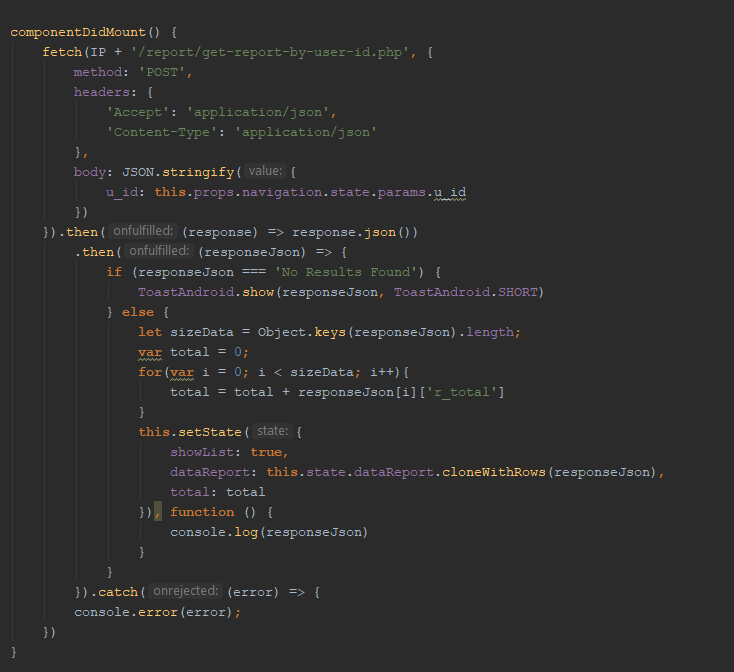 componentDidMount() {
    fetch(IP + '/report/get-report-by-user-id.php', {
        method: 'POST',
        headers: {
            'Accept': 'application/json',
            'Content-Type': 'application/json'
        },
        body: JSON.stringify( value: {
            u_id: this.props.navigation.state.params.u_id
        })
    }).then( onfulfilled: (response) => response.json())
        .then( onfulfilled: (responseJson) => {
            if (responseJson === 'No Results Found') {
                ToastAndroid.show(responseJson, ToastAndroid.SHORT)
            } else {
                let sizeData = Object.keys(responseJson).length;
                var total = 0;
                for(var i = 0; i < sizeData; i++){
                    total = total + responseJson[i]['r_total']
                }
                this.setState( state: {
                    showList: true,
                    dataReport: this.state.dataReport.cloneWithRows(responseJson),
                    total: total
                }), function () {
                    console.log(responseJson)
                }
            }
        }).catch( onrejected: (error) => {
        console.error(error);
    })
}